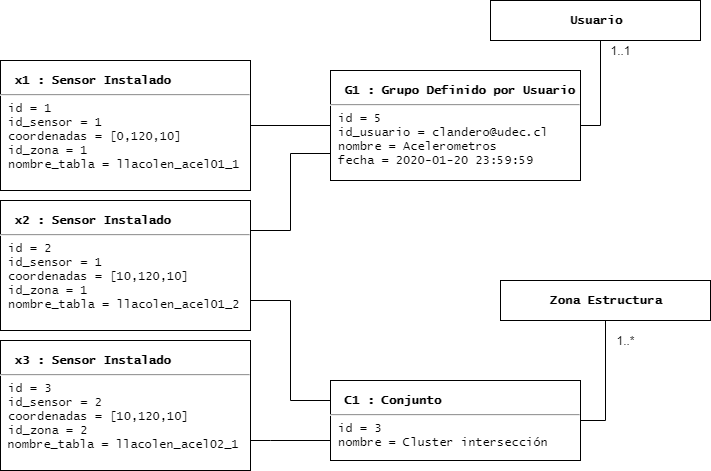 Usuario
1..1
x1 : Sensor Instalado
id = 1
id_sensor = 1
coordenadas = [0,120,10]
id_zona = 1
nombre_tabla = llacolen_acel01_1
G1 : Grupo Definido por Usuario
id = 5
id_usuario = clandero@udec.cl
nombre = Acelerometros
fecha = 2020-01-20 23:59:59
x2 : Sensor Instalado
id = 2
id_sensor = 1
coordenadas = [10,120,10]
id_zona = 1
nombre_tabla = llacolen_acel01_2
Zona Estructura
1..*
x3 : Sensor Instalado
id = 3
id_sensor = 2
coordenadas = [10,120,10]
id_zona = 2
nombre_tabla = llacolen_acel02_1
C1 : Conjunto
id = 3
nombre = Cluster intersección